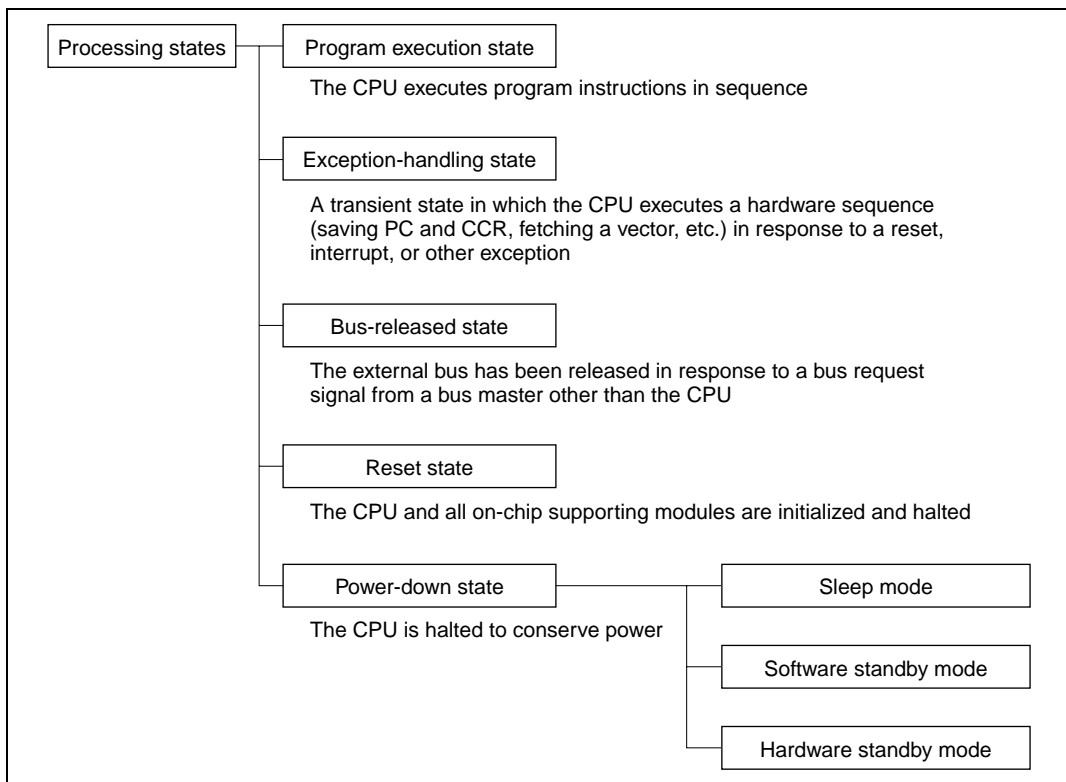 Processing states
Program execution state
The CPU executes program instructions in sequence
Exception-handling state
A transient state in which the CPU executes a hardware sequence
(saving PC and CCR, fetching a vector, etc.) in response to a reset,
interrupt, or other exception
Bus-released state
The external bus has been released in response to a bus request
signal from a bus master other than the CPU
Reset state
The CPU and all on-chip supporting modules are initialized and halted
Power-down state
Sleep mode
The CPU is halted to conserve power
Software standby mode
Hardware standby mode